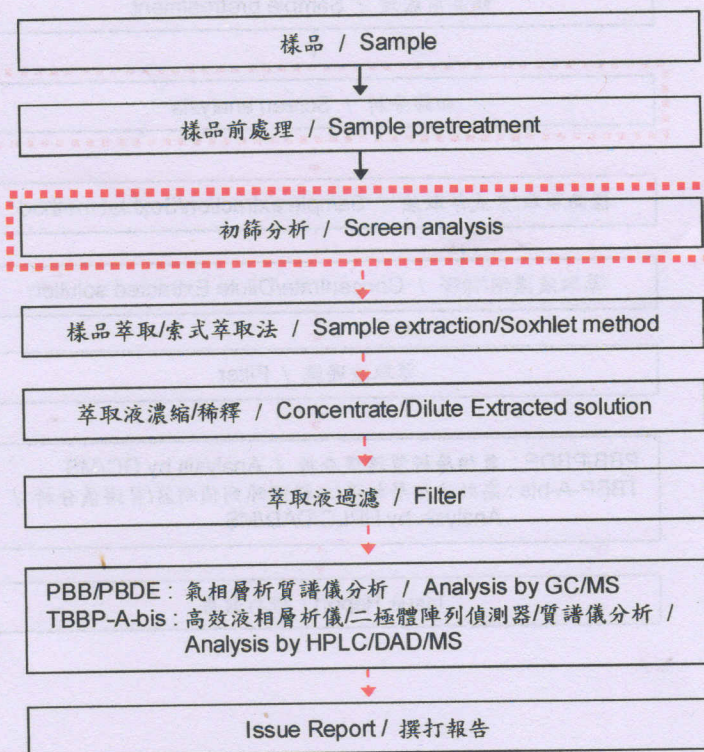 樣品 / Sample
樣品前處理 / Sample pretreatment
初篩分析 / Screen analysis
樣品萃取/索式萃取法 / Sample extraction/Soxhlet method
萃取液濃縮/稀釋 / Concentrate/Dilute Extracted solution
萃取液過濾 / Filter
PBB/PBDE : 氣相層析質譜儀分析 / Analysis by GC/MS
TBBP-A-bis : 高效液相層析儀/二極體陣列偵測器/質譜儀分析 /
Analysis by HPLC/DAD/MS
Issue Report / 撰打報告